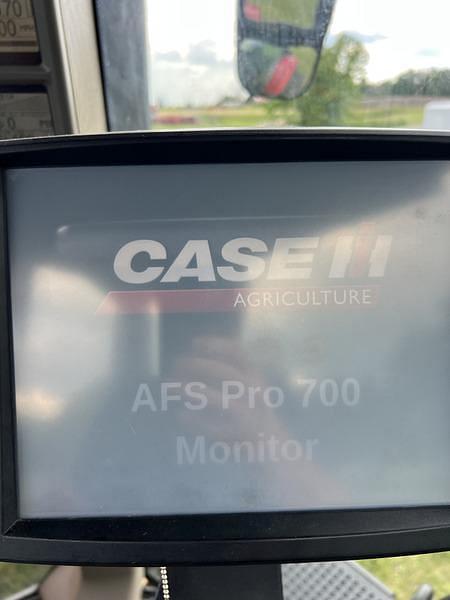 CASE IH
AGRICULTURE
AFS Pro 700
Monitor